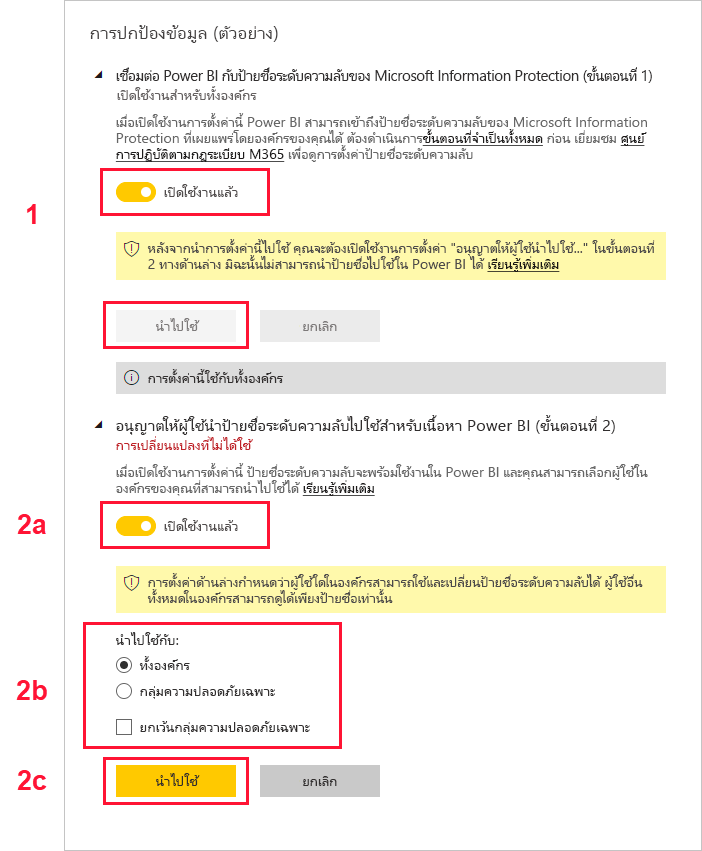 การปกป้องข้อมูล (ตัวอย่าง)
เชื่อมต่อ Power BI กับป้ายชื่อระดับความลับของ Microsoft Information Protection (ขั้นตอนที่ 1)
เปิดใช้งานสำหรับทั้งองค์กร
เมื่อเปิดใช้งานการตั้งค่านี้ Power BI สามารถเข้าถึงป้ายชื่อระดับความลับของ Microsoft Information
Protection ที่เผยแพร่โดยองค์กรของคุณได้ ต้องดำเนินการขั้นตอนที่จำเป็นทั้งหมด ก่อน เยี่ยมชม ศูนย์
การปฏิบัติตามกฎระเบียบ M365 เพื่อดูการตั้งค่าป้ายชื่อระดับความลับ
1
เปิดใช้งานแล้ว
หลังจากนำการตั้งค่านี้ไปใช้ คุณจะต้องเปิดใช้งานการตั้งค่า "อนุญาตให้ผู้ใช้นำไปใช้..." ในขั้นตอนที่
2 ทางด้านล่าง มิฉะนั้นไม่สามารถนำป้ายชื่อไปใช้ใน Power BI ได้ เรียนรู้เพิ่มเติม
นำไปใช้ ยกเลิก
การตั้งค่านี้ใช้กับทั้งองค์กร
อนุญาตให้ผู้ใช้นำป้ายชื่อระดับความลับไปใช้สำหรับเนื้อหา Power BI (ขั้นตอนที่ 2)
การเปลี่ยนแปลงที่ไม่ได้ใช้
เมื่อเปิดใช้งานการตั้งค่านี้ ป้ายชื่อระดับความลับจะพร้อมใช้งานใน Power BI และคุณสามารถเลือกผู้ใช้ใน
องค์กรของคุณที่สามารถนำไปใช้ได้ เรียนรู้เพิ่มเติม
2a
เปิดใช้งานแล้ว
การตั้งค่าด้านล่างกำหนดว่าผู้ใช้ใดในองค์กรสามารถใช้และเปลี่ยนป้ายชื่อระดับความลับได้ ผู้ใช้อื่น
ทั้งหมดในองค์กรสามารถดูได้เพียงป้ายชื่อเท่านั้น
นำไปใช้กับ:
ทั้งองค์กร
2b
กลุ่มความปลอดภัยเฉพาะ
ยกเว้นกลุ่มความปลอดภัยเฉพาะ
2c
นำไปใช้ ยกเลิก